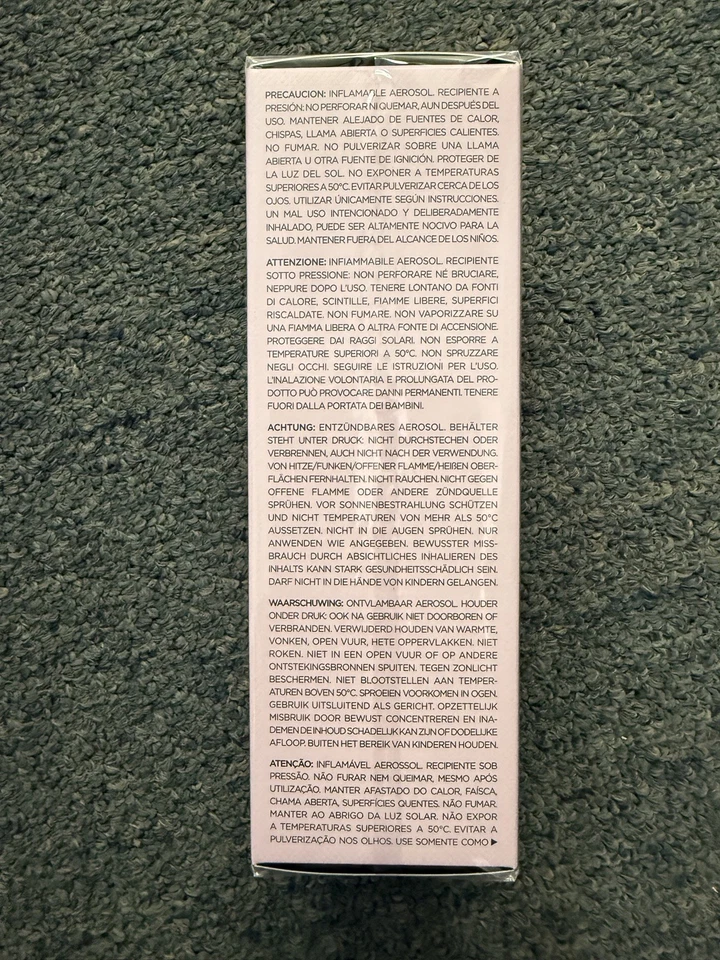 PRECAUCION: INFLAMABLE AEROSOL. RECIPIENTE A
PRESIÓN: NO PERFORAR NI QUEMAR, AUN DESPUÉS DEL
USO. MANTENER ALEJADO DE FUENTES DE CALOR,
CHISPAS, LLAMA ABIERTA O SUPERFICIES CALIENTES.
NO FUMAR. NO PULVERIZAR SOBRE UNA LLAMA
ABIERTA U OTRA FUENTE DE IGNICIÓN. PROTEGER DE
LA LUZ DEL SOL. NO EXPONER A TEMPERATURAS
SUPERIORES A 50°C. EVITAR PULVERIZAR CERCA DE LOS
OJOS. UTILIZAR ÚNICAMENTE SEGÚN INSTRUCCIONES.
UN MAL USO INTENCIONADO Y DELIBERADAMENTE
INHALADO, PUEDE SER ALTAMENTE NOCIVO PARA LA
SALUD. MANTENER FUERA DEL ALCANCE DE LOS NIÑOS.
ATTENZIONE: INFIAMMABILE AEROSOL. RECIPIENTE
SOTTO PRESSIONE: NON PERFORARE NÉ BRUCIARE,
NEPPURE DOPO L'USO. TENERE LONTANO DA FONTI
DI CALORE, SCINTILLE, FIAMME LIBERE, SUPERFICI
RISCALDATE. NON FUMARE. NON VAPORIZZARE SU
UNA FIAMMA LIBERA O ALTRA FONTE DI ACCENSIONE.
PROTEGGERE DAI RAGGI SOLARI. NON ESPORRE A
TEMPERATURE SUPERIORI A 50°C. NON SPRUZZARE
NEGLI OCCHI. SEGUIRE LE ISTRUZIONI PER L'USO.
L'INALAZIONE VOLONTARIA E PROLUNGATA DEL PRO-
DOTTO PUÒ PROVOCARE DANNI PERMANENTI. TENERE
FUORI DALLA PORTATA DEI BAMBINI.
ACHTUNG: ENTZÜNDBARES AEROSOL. BEHÄLTER
STEHT UNTER DRUCK: NICHT DURCHSTECHEN ODER
VERBRENNEN, AUCH NICHT NACH DER VERWENDUNG.
VON HITZE/FUNKEN/OFFENER FLAMME/HEIßEN OBER-
FLÄCHEN FERNHALTEN. NICHT RAUCHEN. NICHT GEGEN
OFFENE FLAMME ODER ANDERE ZÜNDQUELLE
SPRÜHEN. VOR SONNENBESTRAHLUNG SCHÜTZEN
UND NICHT TEMPERATUREN VON MEHR ALS 50°C
AUSSETZEN. NICHT IN DIE AUGEN SPRÜHEN. NUR
ANWENDEN WIE ANGEGEBEN. BEWUSSTER MISS-
BRAUCH DURCH ABSICHTLICHES INHALIEREN DES
INHALTS KANN STARK GESUNDHEITSSCHÄDLICH SEIN.
DARF NICHT IN DIE HÄNDE VON KINDERN GELANGEN.
WAARSCHUWING: ONTVLAMBAAR AEROSOL. HOUDER
ONDER DRUK: OOK NA GEBRUIK NIET DOORBOREN OF
VERBRANDEN. VERWIJDERD HOUDEN VAN WARMTE,
VONKEN, OPEN VUUR, HETE OPPERVLAKKEN. NIET
ROKEN. NIET IN EEN OPEN VUUR OF OP ANDERE
ONTSTEKINGSBRONNEN SPUITEN. TEGEN ZONLICHT
BESCHERMEN. NIET BLOOTSTELLEN AAN TEMPER-
ATUREN BOVEN 50°C. SPROEIEN VOORKOMEN IN OGEN.
GEBRUIK UITSLUITEND ALS GERICHT. OPZETTELIJK
MISBRUIK DOOR BEWUST CONCENTREREN EN INA-
DEMEN DE INHOUD SCHADELIJK KAN ZIJN OF DODELIJKE
AFLOOP. BUITEN HET BEREIK VAN KINDEREN HOUDEN.
ATENÇÃO: INFLAMÁVEL AEROSSOL. RECIPIENTE SOB
PRESSÃO. NÃO FURAR NEM QUEIMAR, MESMO APÓS
UTILIZAÇÃO. MANTER AFASTADO DO CALOR, FAÍSCA,
CHAMA ABERTA, SUPERFÍCIES QUENTES. NÃO FUMAR.
MANTER AO ABRIGO DA LUZ SOLAR. NÃO EXPOR
A TEMPERATURAS SUPERIORES A 50°C. EVITAR A
PULVERIZAÇÃO NOS OLHOS. USE SOMENTE COMO ▶